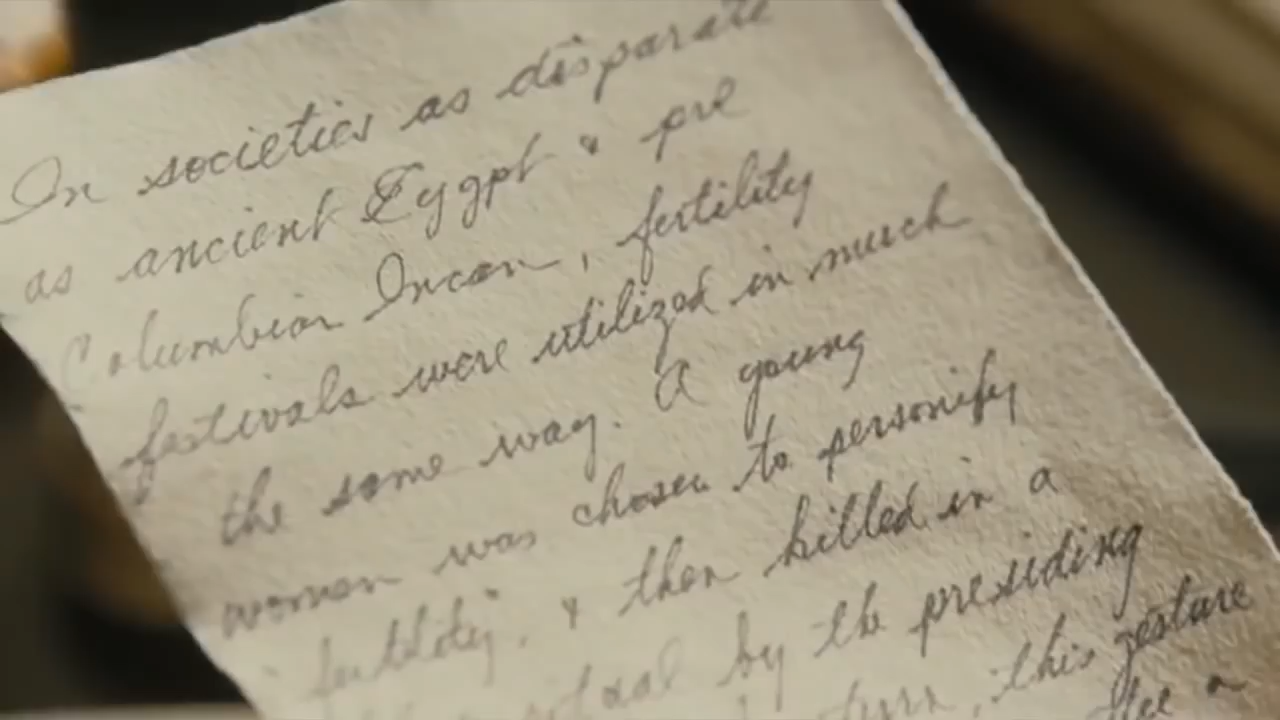 In societies as disparate
as ancient Eygpt & pre
Columbian Incan, fertility
festivals were utilized in much
the same way. A young
woman was chosen to personify
fertility, & then killed in a
by the presiding
this gesture
a